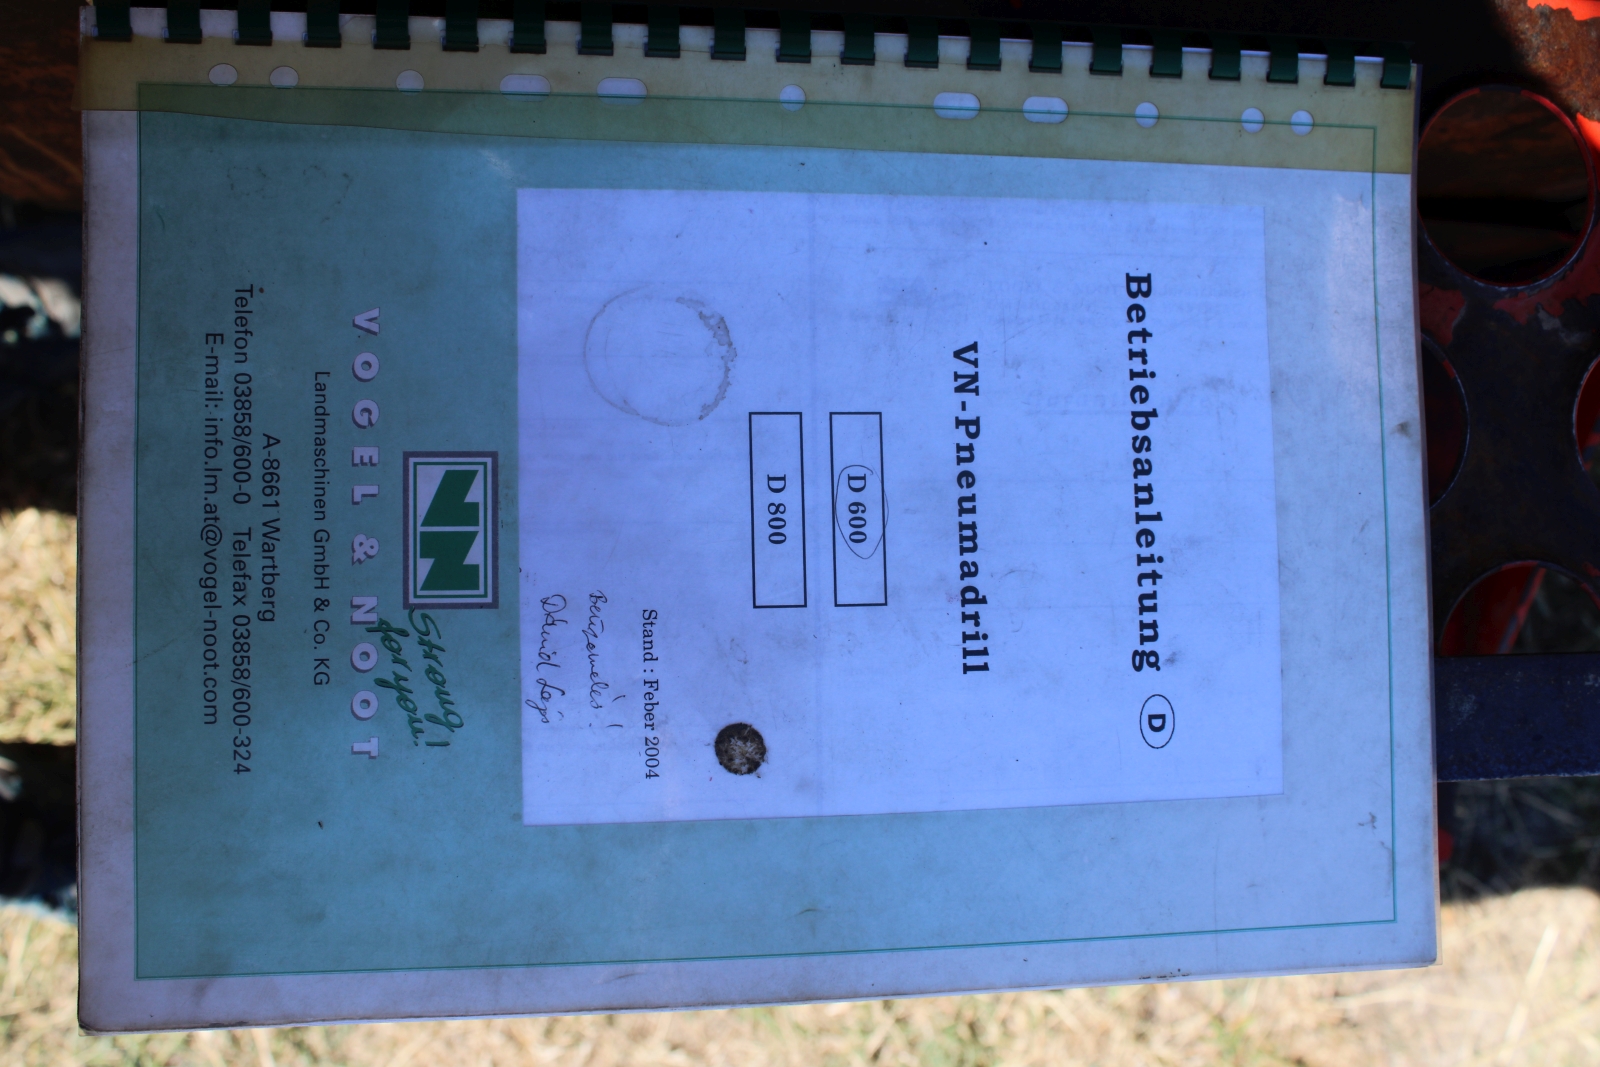 Betriebsanleitung D
VN-Pneumadrill
D 600
D 800
Stand : Feber 2004
VN
Strong!
for you!
VOGEL & NOOT
Landmaschinen GmbH & Co. KG
A-8661 Wartberg
Telefon 03858/600-0 Telefax 03858/600-324
E-mail: info.lm.at@vogel-noot.com